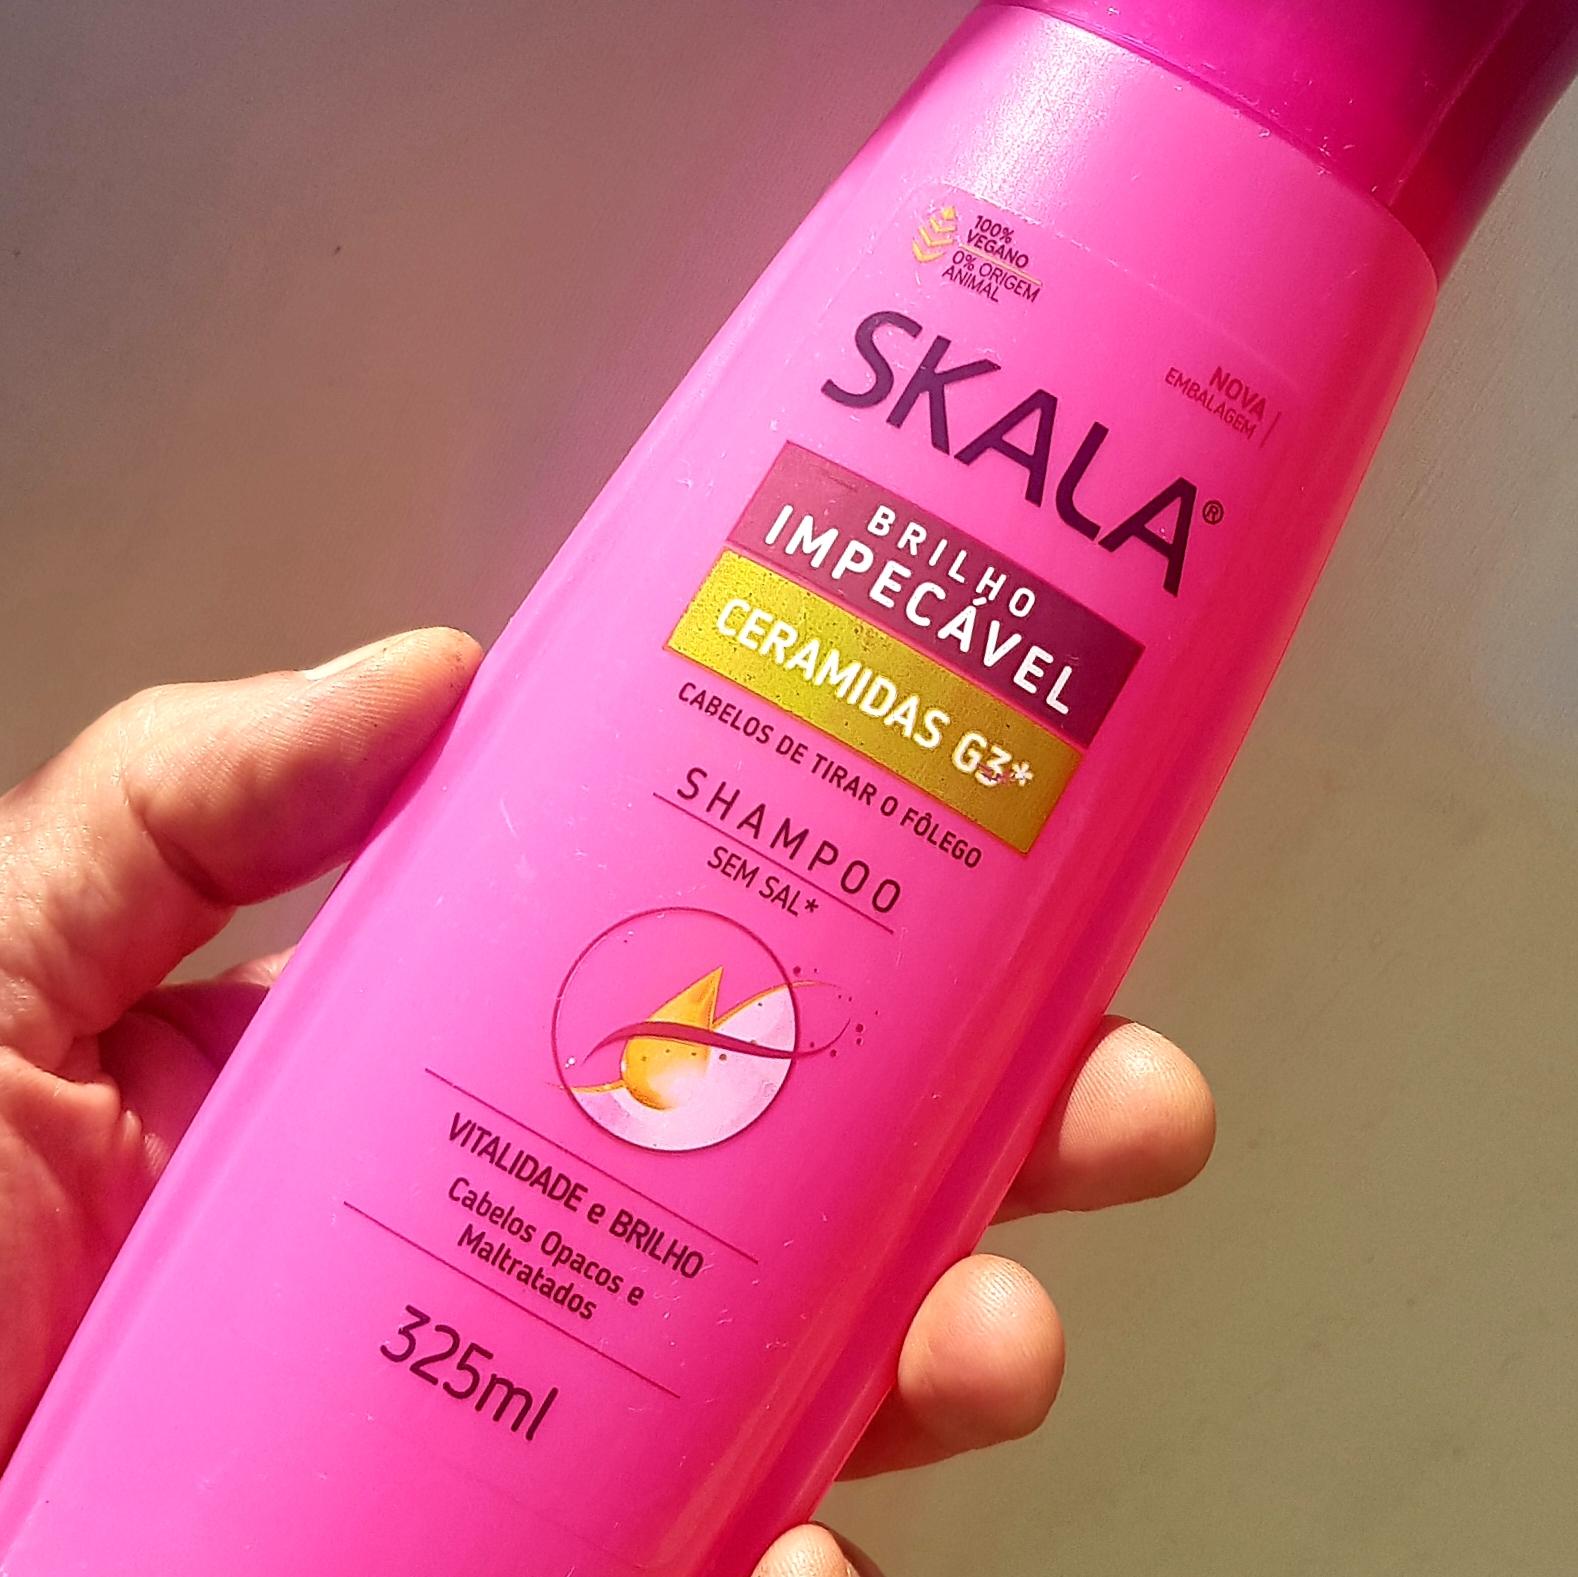 100%
VEGANO
0% ORIGEM
ANIMAL
SKALA®
NOVA
EMBALAGEM
BRILHO
IMPECÁVEL
CERAMIDAS G3*
CABELOS DE TIRAR O FÔLEGO
SHAMPOO
SEM SAL*
VITALIDADE e BRILHO
Cabelos Opacos e
Maltratados
325ml